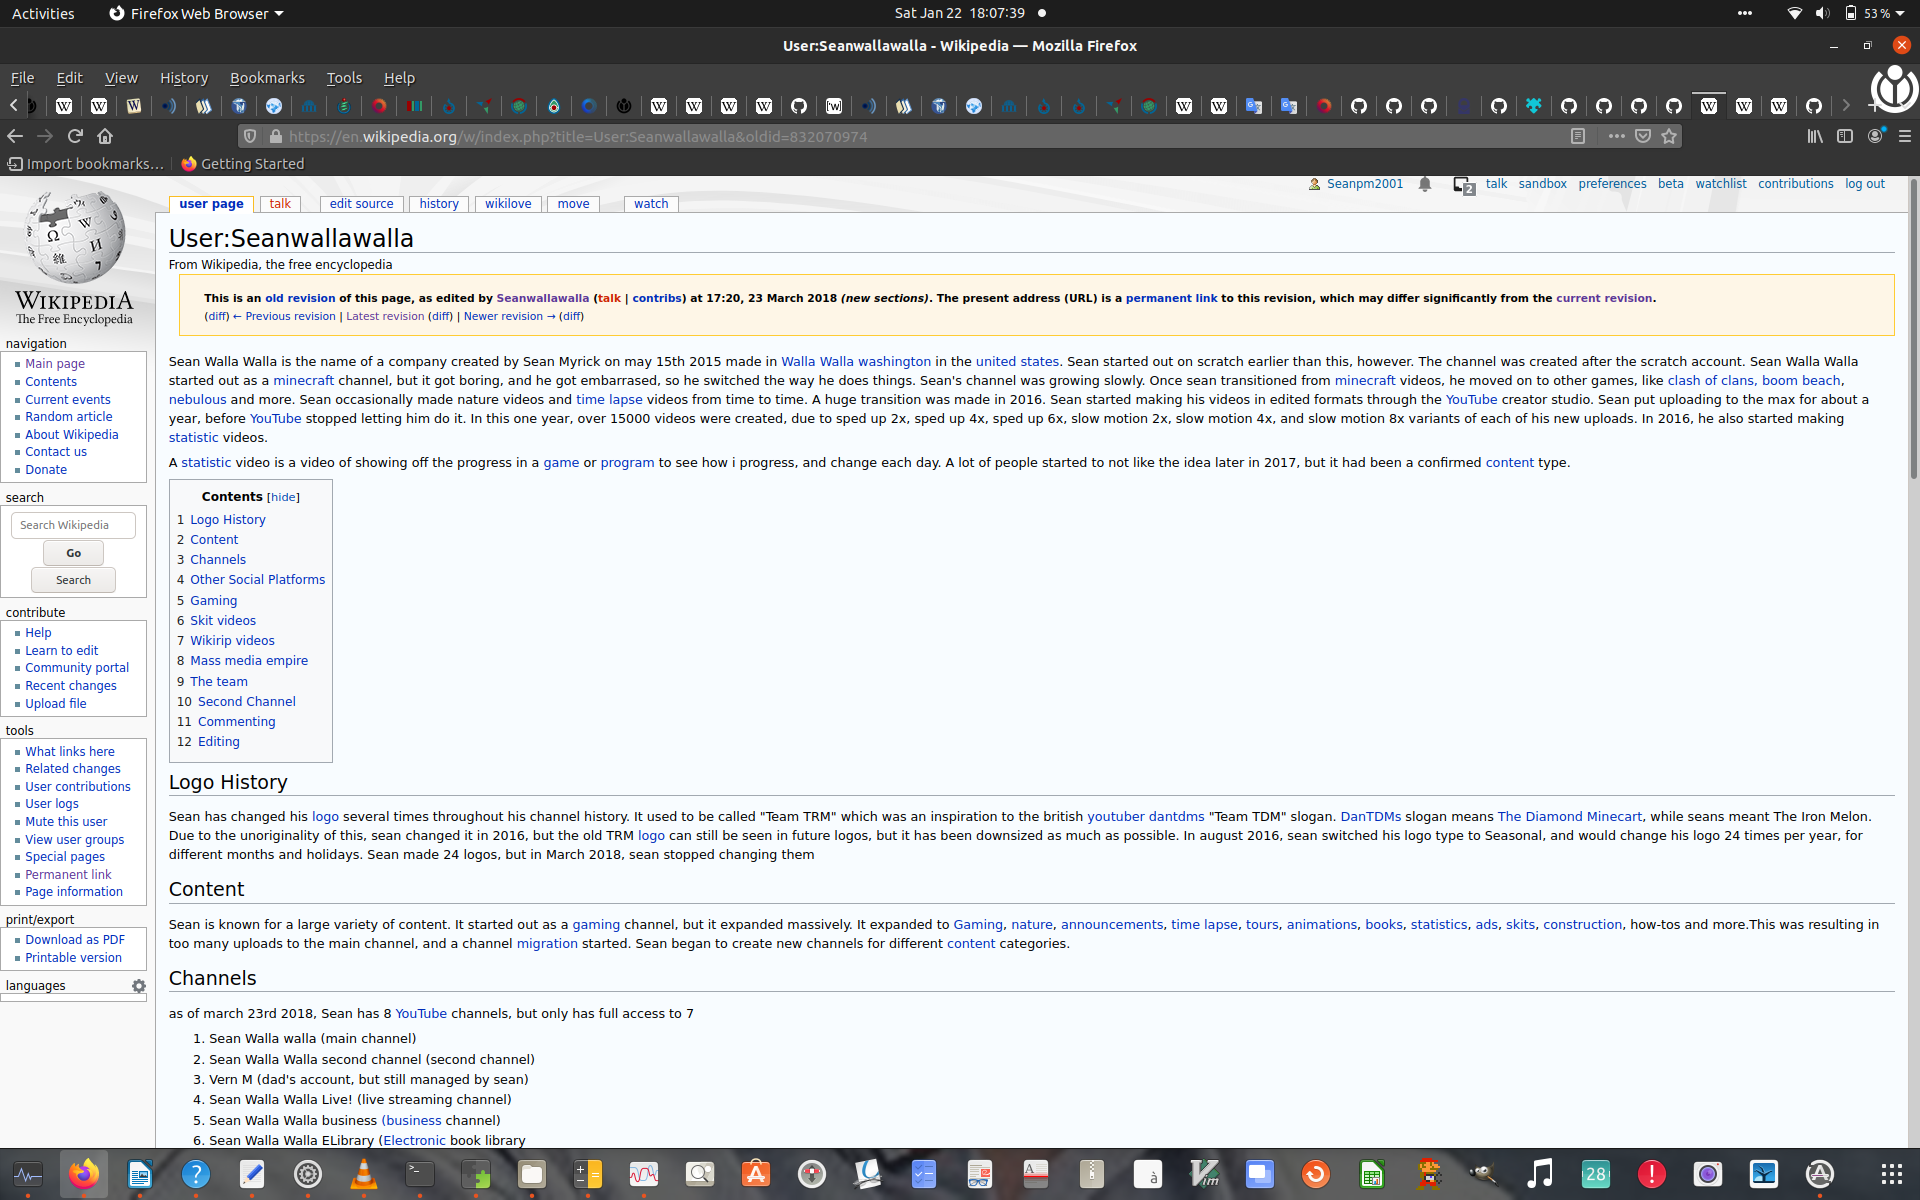 Activities
Firefox Web Browser
Sat Jan 22 18:07:39
53 %
User:Seanwallawalla - Wikipedia — Mozilla Firefox
File Edit View History Bookmarks Tools Help
https://en.wikipedia.org/w/index.php?title=User:Seanwallawalla&oldid=832070974
Import bookmarks…
Getting Started
Seanpm2001 2 talk sandbox preferences beta watchlist contributions log out
user page talk edit source history wikilove move watch
User:Seanwallawalla
From Wikipedia, the free encyclopedia
This is an old revision of this page, as edited by Seanwallawalla (talk | contribs) at 17:20, 23 March 2018 (new sections). The present address (URL) is a permanent link to this revision, which may differ significantly from the current revision.
(diff) ← Previous revision | Latest revision (diff) | Newer revision → (diff)
WIKIPEDIA
The Free Encyclopedia
navigation
Main page
Contents
Current events
Random article
About Wikipedia
Contact us
Donate
search
Search Wikipedia
Go
Search
contribute
Help
Learn to edit
Community portal
Recent changes
Upload file
tools
What links here
Related changes
User contributions
User logs
Mute this user
View user groups
Special pages
Permanent link
Page information
print/export
Download as PDF
Printable version
languages
Sean Walla Walla is the name of a company created by Sean Myrick on may 15th 2015 made in Walla Walla washington in the united states. Sean started out on scratch earlier than this, however. The channel was created after the scratch account. Sean Walla Walla
started out as a minecraft channel, but it got boring, and he got embarrased, so he switched the way he does things. Sean's channel was growing slowly. Once sean transitioned from minecraft videos, he moved on to other games, like clash of clans, boom beach,
nebulous and more. Sean occasionally made nature videos and time lapse videos from time to time. A huge transition was made in 2016. Sean started making his videos in edited formats through the YouTube creator studio. Sean put uploading to the max for about a
year, before YouTube stopped letting him do it. In this one year, over 15000 videos were created, due to sped up 2x, sped up 4x, sped up 6x, slow motion 2x, slow motion 4x, and slow motion 8x variants of each of his new uploads. In 2016, he also started making
statistic videos.
A statistic video is a video of showing off the progress in a game or program to see how i progress, and change each day. A lot of people started to not like the idea later in 2017, but it had been a confirmed content type.
Contents [hide]
1 Logo History
2 Content
3 Channels
4 Other Social Platforms
5 Gaming
6 Skit videos
7 Wikirip videos
8 Mass media empire
9 The team
10 Second Channel
11 Commenting
12 Editing
Logo History
Sean has changed his logo several times throughout his channel history. It used to be called "Team TRM" which was an inspiration to the british youtuber dantdms "Team TDM" slogan. DanTDMs slogan means The Diamond Minecart, while seans meant The Iron Melon.
Due to the unoriginality of this, sean changed it in 2016, but the old TRM logo can still be seen in future logos, but it has been downsized as much as possible. In august 2016, sean switched his logo type to Seasonal, and would change his logo 24 times per year, for
different months and holidays. Sean made 24 logos, but in March 2018, sean stopped changing them
Content
Sean is known for a large variety of content. It started out as a gaming channel, but it expanded massively. It expanded to Gaming, nature, announcements, time lapse, tours, animations, books, statistics, ads, skits, construction, how-tos and more.This was resulting in
too many uploads to the main channel, and a channel migration started. Sean began to create new channels for different content categories.
Channels
as of march 23rd 2018, Sean has 8 YouTube channels, but only has full access to 7
1. Sean Walla walla (main channel)
2. Sean Walla Walla second channel (second channel)
3. Vern M (dad's account, but still managed by sean)
4. Sean Walla Walla Live! (live streaming channel)
5. Sean Walla Walla business (business channel)
6. Sean Walla Walla ELibrary (Electronic book library
28